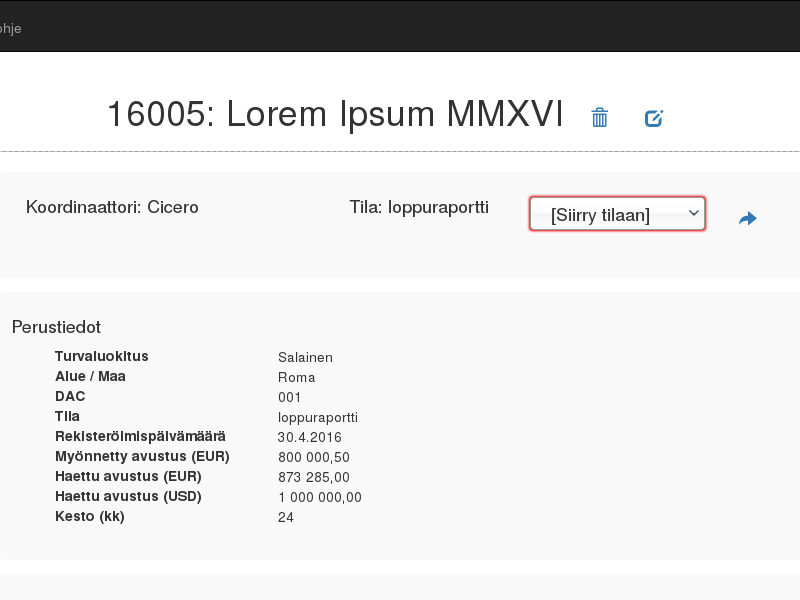 ohje
16005: Lorem Ipsum MMXVI
Koordinaattori: Cicero Tila: loppuraportti [Siirry tilaan]
Perustiedot
Turvaluokitus Salainen
Alue / Maa Roma
DAC 001
Tila loppuraportti
Rekisteröimispäivämäärä 30.4.2016
Myönnetty avustus (EUR) 800 000,50
Haettu avustus (EUR) 873 285,00
Haettu avustus (USD) 1 000 000,00
Kesto (kk) 24